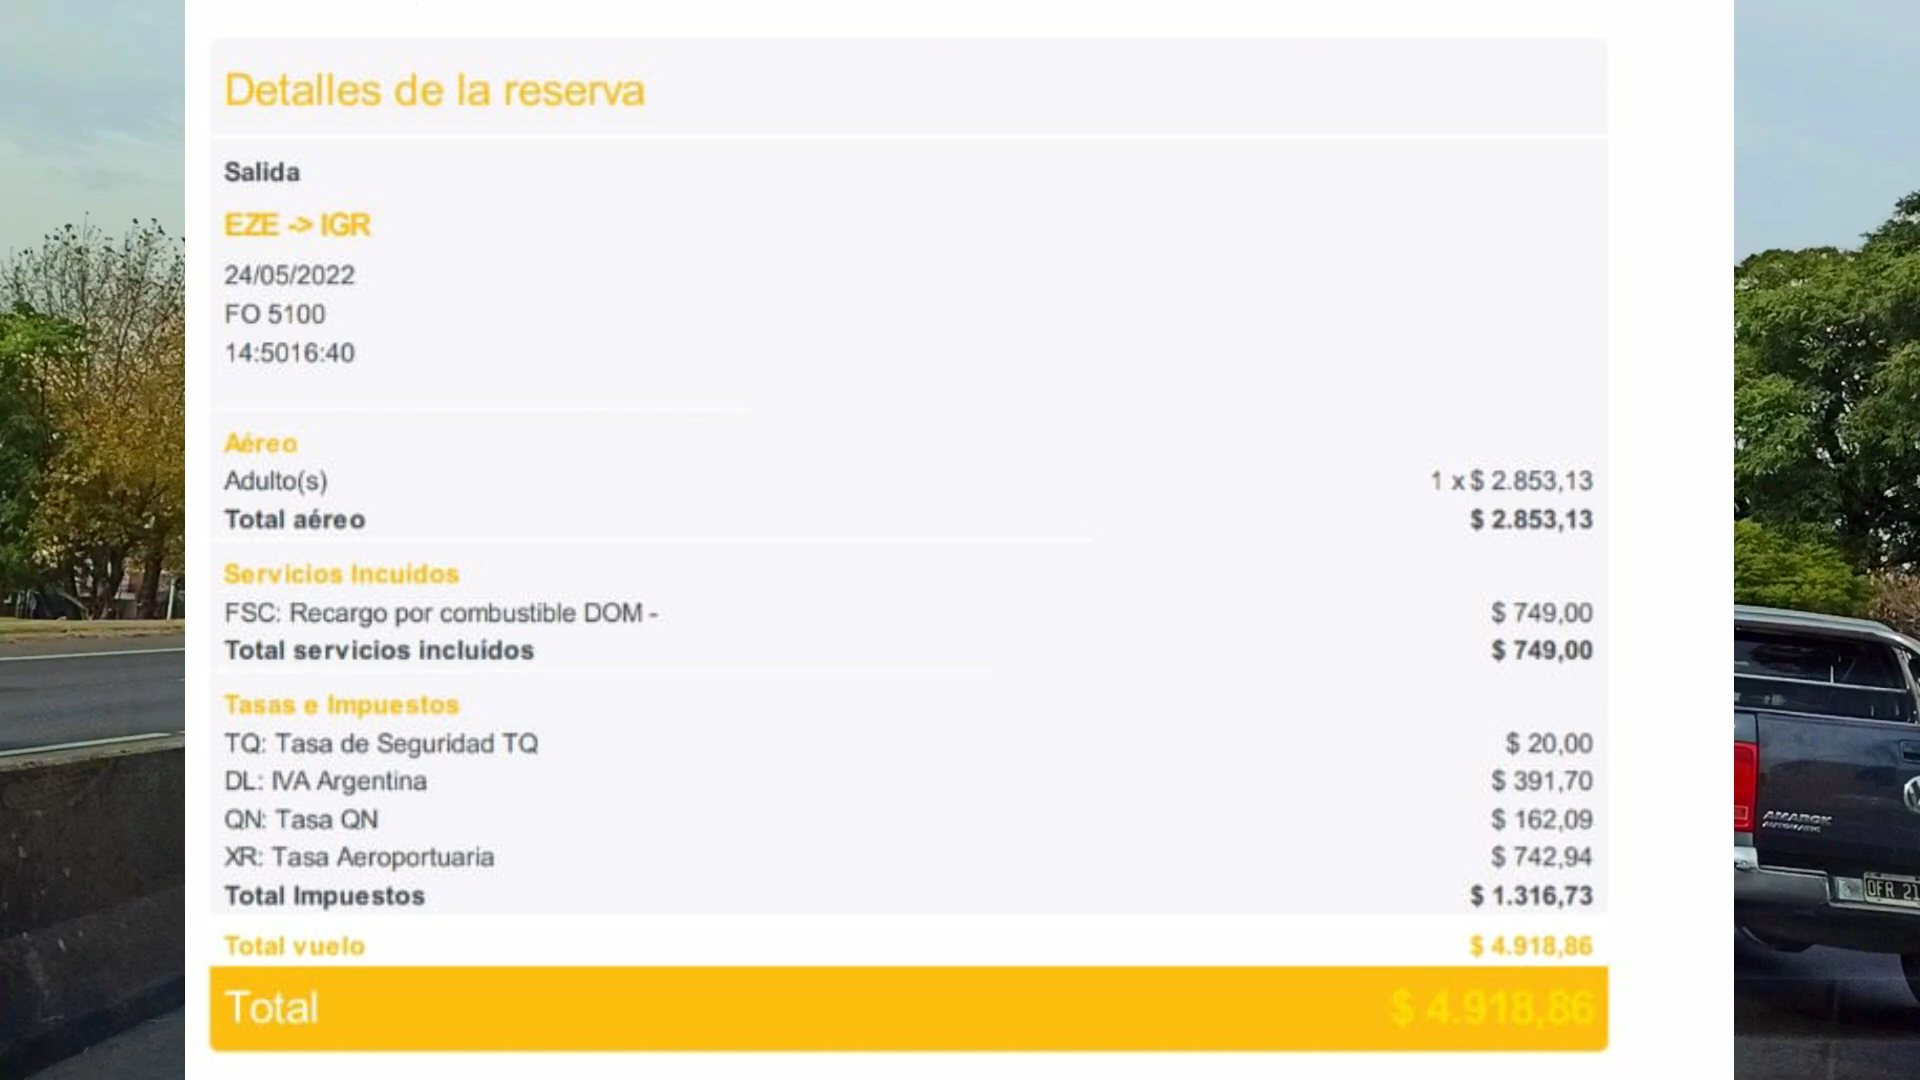 Detalles de la reserva
Salida
EZE -> IGR
24/05/2022
FO 5100
14:5016:40
Aéreo
Adulto(s) 1 x $ 2.853,13
Total aéreo $ 2.853,13
Servicios Incuidos
FSC: Recargo por combustible DOM - $ 749,00
Total servicios incluidos $ 749,00
Tasas e Impuestos
TQ: Tasa de Seguridad TQ $ 20,00
DL: IVA Argentina $ 391,70
QN: Tasa QN $ 162,09
XR: Tasa Aeroportuaria $ 742,94
Total Impuestos $ 1.316,73
Total vuelo $ 4.918,86
Total $ 4.918,86
AMAROK
AUTOMATIC
OFR 21